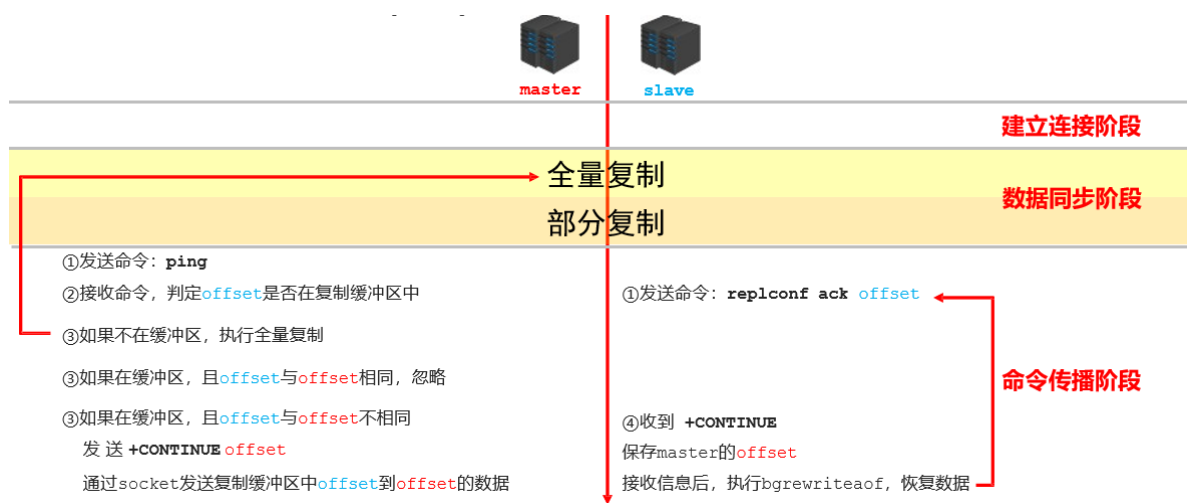 master
slave
建立连接阶段
全量复制
数据同步阶段
部分复制
①发送命令：ping
②接收命令，判定offset是否在复制缓冲区中
①发送命令：replconf ack offset
③如果不在缓冲区，执行全量复制
③如果在缓冲区，且offset与offset相同，忽略
命令传播阶段
③如果在缓冲区，且offset与offset不相同
④收到 +CONTINUE
发 送 +CONTINUE offset
保存master的offset
通过socket发送复制缓冲区中offset到offset的数据
接收信息后，执行bgrewriteaof，恢复数据